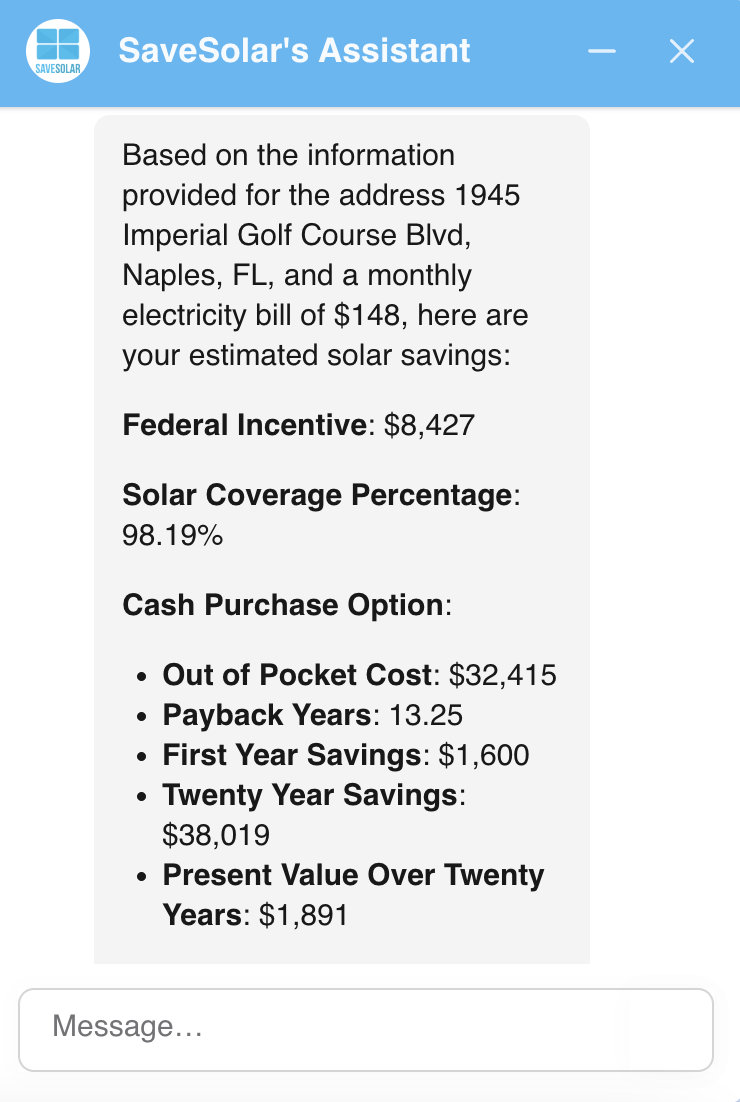 SAVESOLAR
SaveSolar's Assistant
Based on the information
provided for the address 1945
Imperial Golf Course Blvd,
Naples, FL, and a monthly
electricity bill of $148, here are
your estimated solar savings:
Federal Incentive: $8,427
Solar Coverage Percentage:
98.19%
Cash Purchase Option:
• Out of Pocket Cost: $32,415
• Payback Years: 13.25
• First Year Savings: $1,600
• Twenty Year Savings:
$38,019
• Present Value Over Twenty
Years: $1,891
Message…